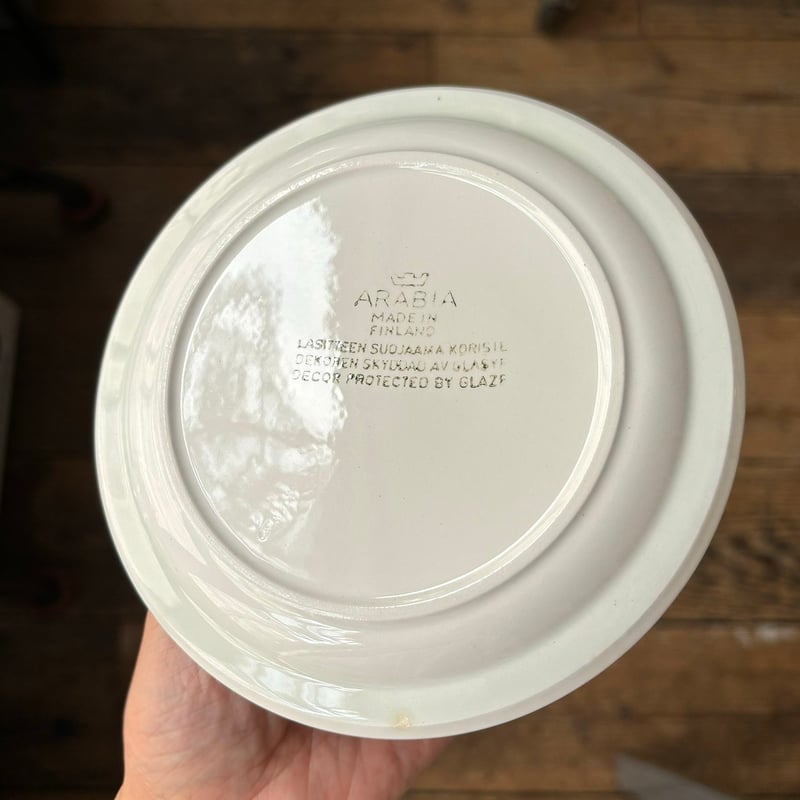 ARABIA
MADE IN
FINLAND
LASITTEEN SUOJAAMA KORISTE
DEKOREN SKYDDAD AV GLASYR
DECOR PROTECTED BY GLAZE